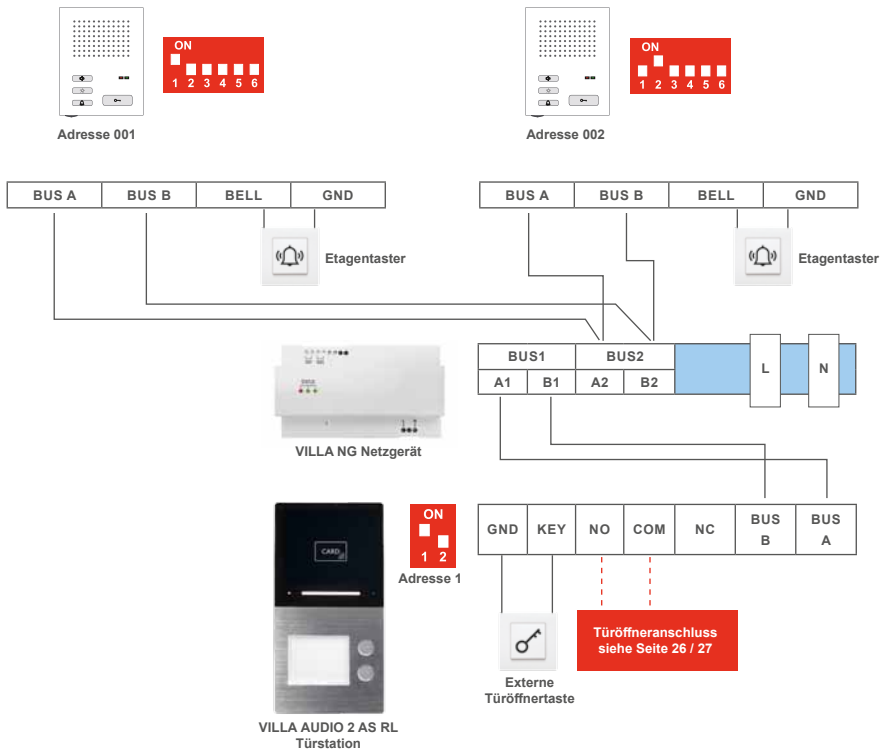 ON
1 2 3 4 5 6
Adresse 001
ON
1 2 3 4 5 6
Adresse 002
BUS A BUS B BELL GND
Etagentaster
BUS A BUS B BELL GND
Etagentaster
VILLA NG Netzgerät
BUS1 BUS2
A1 B1 A2 B2
L N
CARD
VILLA AUDIO 2 AS RL
Türstation
ON
1 2
Adresse 1
GND KEY NO COM NC BUS B BUS A
Externe
Türöffnertaste
Türöffneranschluss
siehe Seite 26 / 27